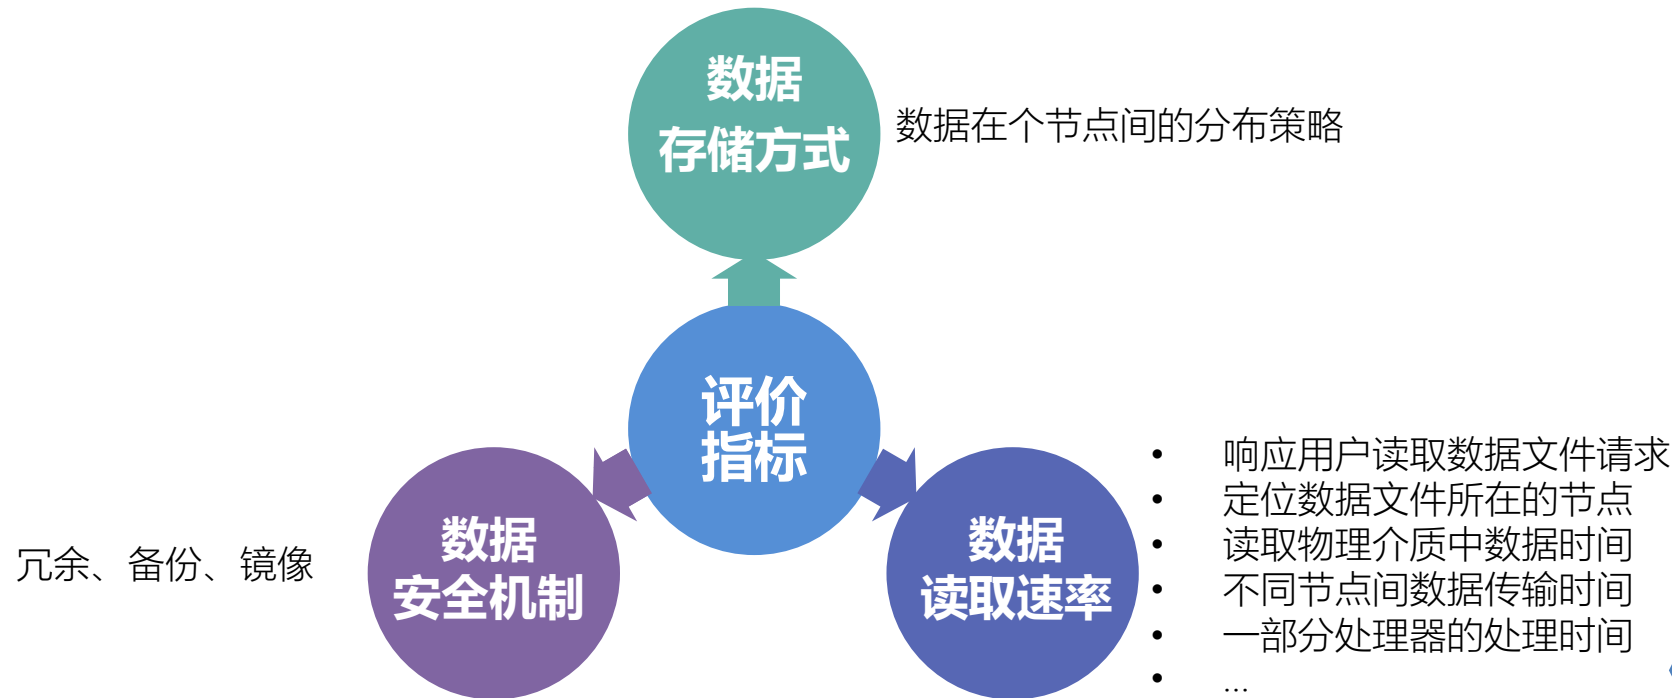 数据
存储方式
数据在个节点间的分布策略
评价
指标
数据
安全机制
冗余、备份、镜像
数据
读取速率
• 响应用户读取数据文件请求
• 定位数据文件所在的节点
• 读取物理介质中数据时间
• 不同节点间数据传输时间
• 一部分处理器的处理时间
• ...